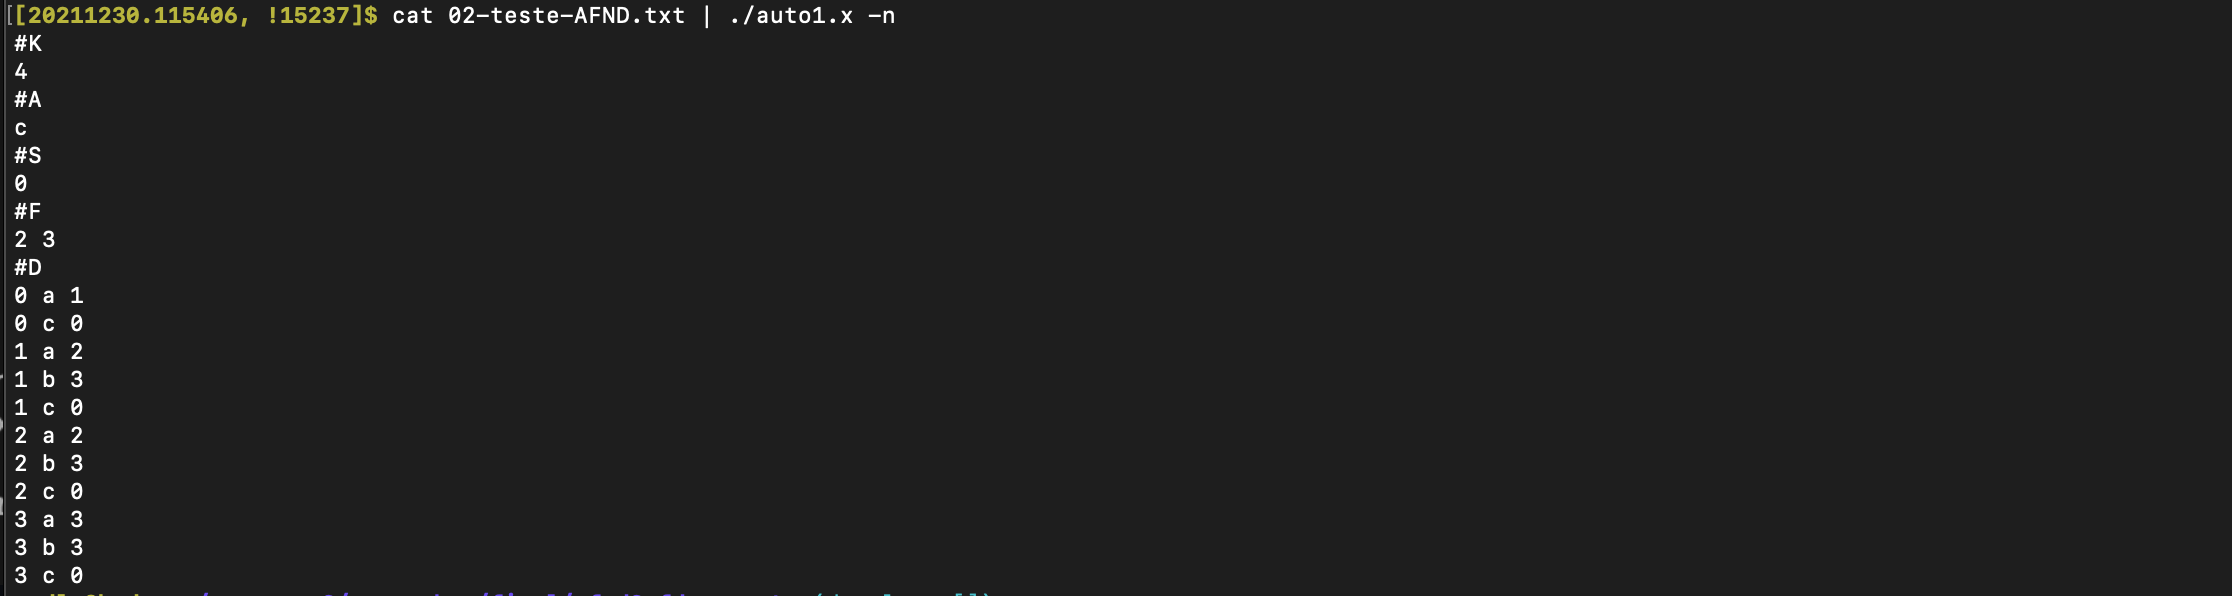 [[20211230.115406, !15237]$ cat 02-teste-AFND.txt | ./auto1.x -n
#K
4
#A
c
#S
0
#F
2 3
#D
0 a 1
0 c 0
1 a 2
1 b 3
1 c 0
2 a 2
2 b 3
2 c 0
3 a 3
3 b 3
3 c 0